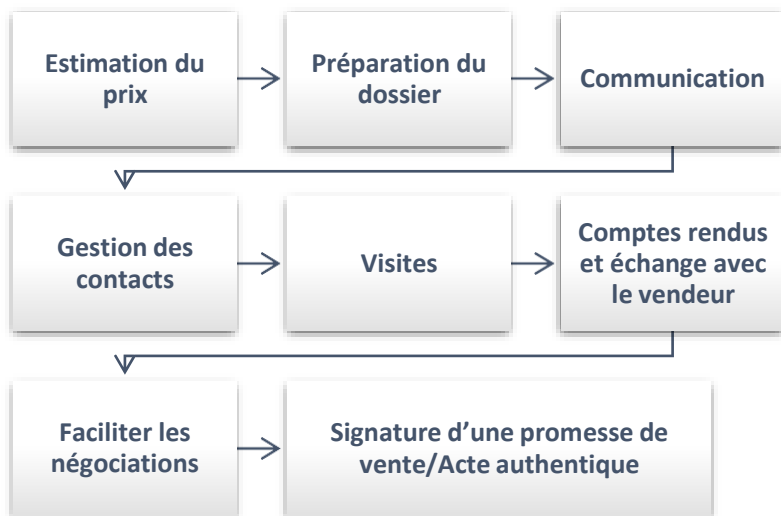 Estimation du
prix
Préparation du
dossier
Communication
Gestion des
contacts
Visites
Comptes rendus
et échange avec
le vendeur
Faciliter les
négociations
Signature d’une promesse de
vente/Acte authentique